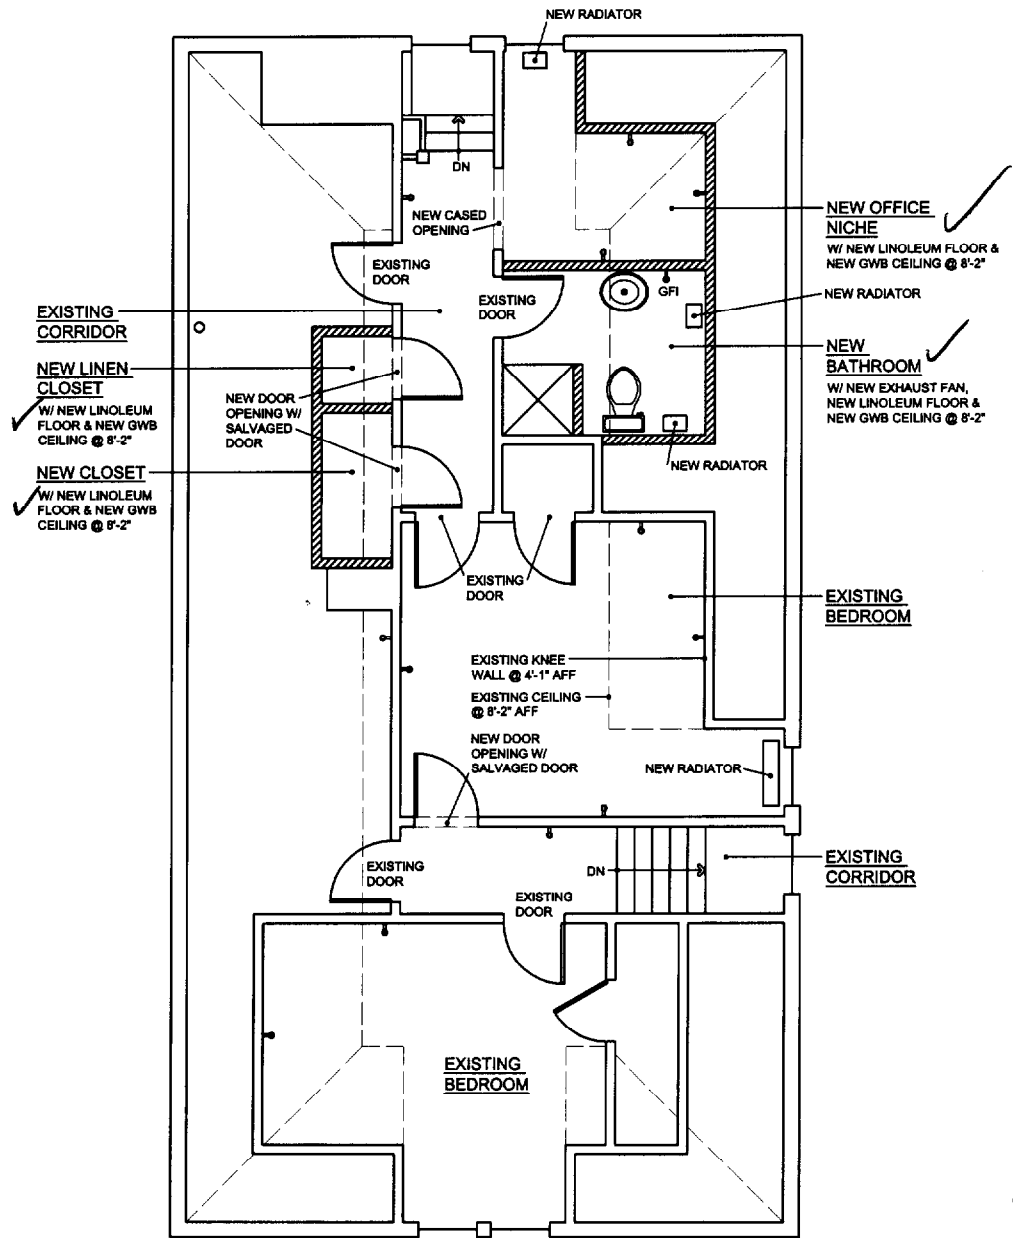 NEW RADIATOR
DN
NEW CASED
OPENING
NEW OFFICE
NICHE
W/ NEW LINOLEUM FLOOR &
NEW GWB CEILING @ 8'-2"
EXISTING
DOOR
EXISTING
DOOR
GFI
NEW RADIATOR
EXISTING
CORRIDOR
NEW
BATHROOM
W/ NEW EXHAUST FAN,
NEW LINOLEUM FLOOR &
NEW GWB CEILING @ 8'-2"
NEW LINEN
CLOSET
W/ NEW LINOLEUM
FLOOR & NEW GWB
CEILING @ 8'-2"
NEW DOOR
OPENING W/
SALVAGED
DOOR
NEW RADIATOR
NEW CLOSET
W/ NEW LINOLEUM
FLOOR & NEW GWB
CEILING @ 8'-2"
EXISTING
DOOR
EXISTING
BEDROOM
EXISTING KNEE
WALL @ 4'-1" AFF
EXISTING CEILING
@ 8'-2" AFF
NEW DOOR
OPENING W/
SALVAGED DOOR
NEW RADIATOR
EXISTING
DOOR
DN
EXISTING
CORRIDOR
EXISTING
DOOR
EXISTING
BEDROOM